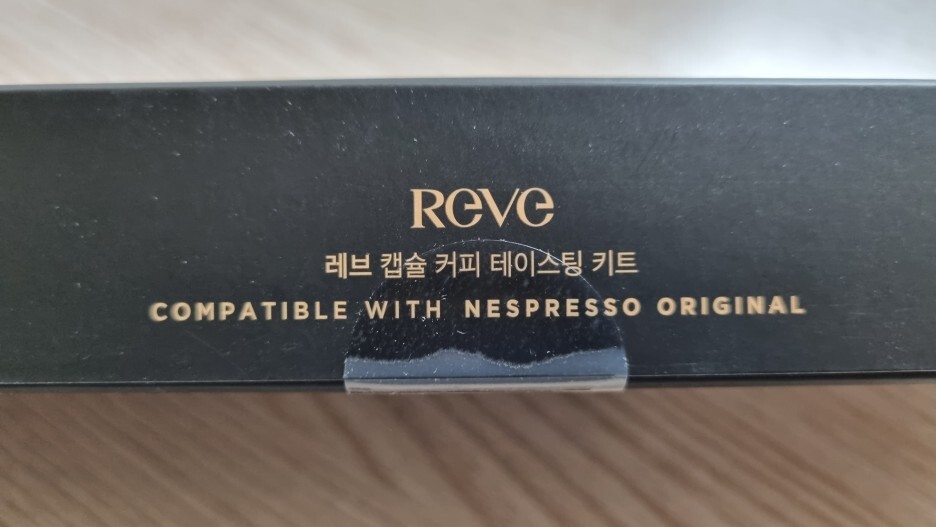 Reve
레브 캡슐 커피 테이스팅 키트
COMPATIBLE WITH NESPRESSO ORIGINAL